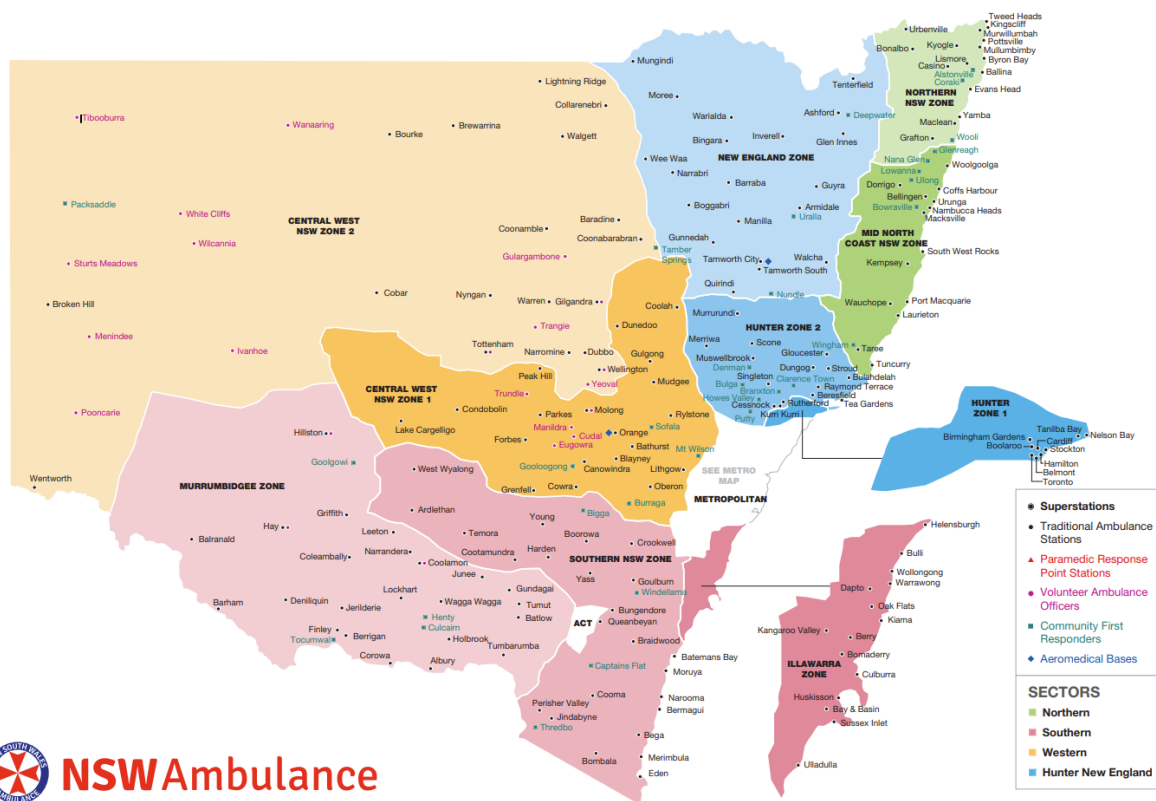 Tweed Heads
Kingscliff
Murwillumbah
Pottsville
Mullumbimby
Byron Bay
Ballina
Evans Head
Urbenville
Bonalbo
Kyogle
Lismore
Casino
Alstonville
Coraki
NORTHERN
NSW ZONE
Yamba
Maclean
Grafton
Wooli
Glenreagh
Nana Glen
Woolgoolga
Lowanna
Ulong
Dorrigo
Coffs Harbour
Bellingen
Urunga
Bowraville
Nambucca Heads
Macksville
MID NORTH
COAST NSW ZONE
South West Rocks
Kempsey
Wauchope
Port Macquarie
Laurieton
Wingham
Taree
Tuncurry
Mungindi
Moree
Tenterfield
Warialda
Ashford
Deepwater
Bingara
Inverell
Glen Innes
Wee Waa
NEW ENGLAND ZONE
Narrabri
Barraba
Guyra
Boggabri
Armidale
Manilla
Uralla
Gunnedah
Tamber
Springs
Tamworth City
Walcha
Tamworth South
Quirindi
Nundle
Murrurundi
HUNTER ZONE 2
Merriwa
Scone
Muswellbrook
Gloucester
Denman
Dungog
Stroud
Singleton
Bulahdelah
Bulga
Clarence Town
Branxton
Raymond Terrace
Howes Valley
Beresfield
Cessnock
Rutherford
Tea Gardens
Putty
Kurri Kurri
HUNTER
ZONE 1
Tanilba Bay
Nelson Bay
Birmingham Gardens
Cardiff
Boolaroo
Stockton
Hamilton
Belmont
Toronto
Lightning Ridge
Collarenebri
Tibooburra
Wanaaring
Brewarrina
Bourke
Walgett
Packsaddle
White Cliffs
CENTRAL WEST
NSW ZONE 2
Baradine
Coonamble
Coonabarabran
Wilcannia
Gulargambone
Sturts Meadows
Cobar
Nyngan
Broken Hill
Warren
Gilgandra
Menindee
Trangie
Ivanhoe
Tottenham
Narromine
Dubbo
Wellington
Peak Hill
Yeoval
Pooncarie
Wentworth
Coolah
Dunedoo
Gulgong
Mudgee
CENTRAL WEST
NSW ZONE 1
Trundle
Condobolin
Parkes
Molong
Rylstone
Lake Cargelligo
Manildra
Sofala
Cudal
Orange
Forbes
Eugowra
Bathurst
Mt Wilson
Blayney
Gooloogong
Canowindra
Lithgow
Grenfell
Cowra
Oberon
Burraga
SEE METRO
MAP
METROPOLITAN
Hillston
Goolgowi
MURRUMBIDGEE ZONE
Griffith
Hay
Leeton
Balranald
Narrandera
Coleambally
Coolamon
Junee
Lockhart
Gundagai
Barham
Deniliquin
Jerilderie
Wagga Wagga
Tumut
Henty
Batlow
Finley
Culcairn
Tocumwal
Berrigan
Holbrook
Tumbarumba
Corowa
Albury
West Wyalong
Ardlethan
Bigga
Young
Temora
Boorowa
Crookwell
Cootamundra
Harden
SOUTHERN NSW ZONE
Yass
Goulburn
Windellama
Bungendore
ACT
Queanbeyan
Braidwood
Batemans Bay
Captains Flat
Moruya
Cooma
Narooma
Perisher Valley
Bermagui
Jindabyne
Thredbo
Bega
Bombala
Merimbula
Eden
Helensburgh
Bulli
Wollongong
Warrawong
Dapto
Oak Flats
Kiama
Kangaroo Valley
Berry
Bomaderry
ILLAWARRA
ZONE
Culburra
Huskisson
Bay & Basin
Sussex Inlet
Ulladulla
Superstations
Traditional Ambulance
Stations
Paramedic Response
Point Stations
Volunteer Ambulance
Officers
Community First
Responders
Aeromedical Bases
SECTORS
Northern
Southern
Western
Hunter New England
NSW Ambulance